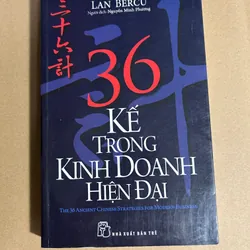 LAN BERCU
Người dịch: Nguyễn Minh Phương
三十六計
36
KẾ
TRONG
KINH DOANH
HIỆN ĐẠI
THE 36 ANCIENT CHINESE STRATEGIES FOR MODERN BUSINESS
NHÀ XUẤT BẢN TRẺ